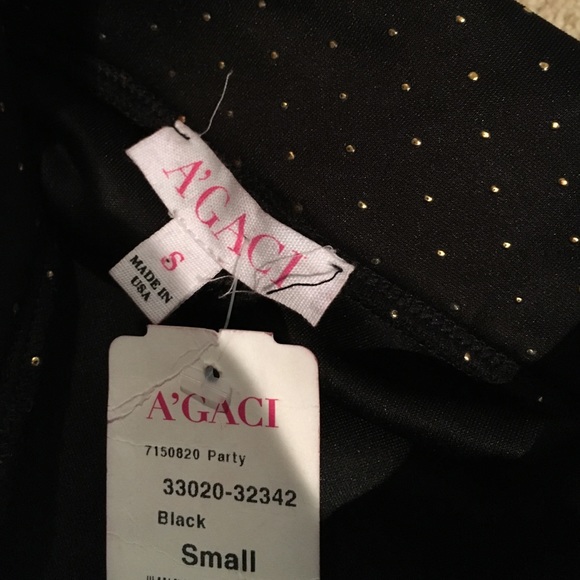 A'GACI
S
MADE IN
USA
A'GACI
7150820 Party
33020-32342
Black
Small